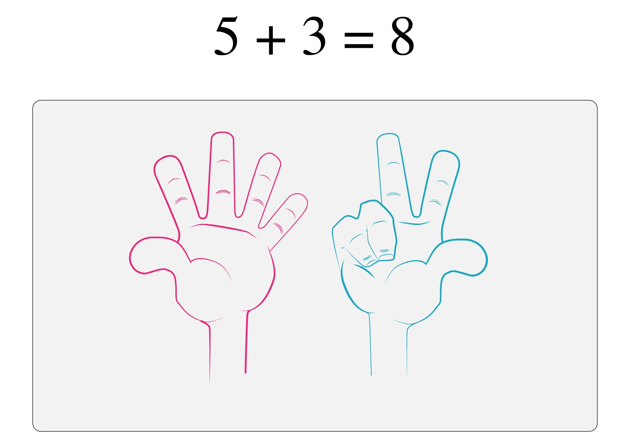 5 + 3 = 8